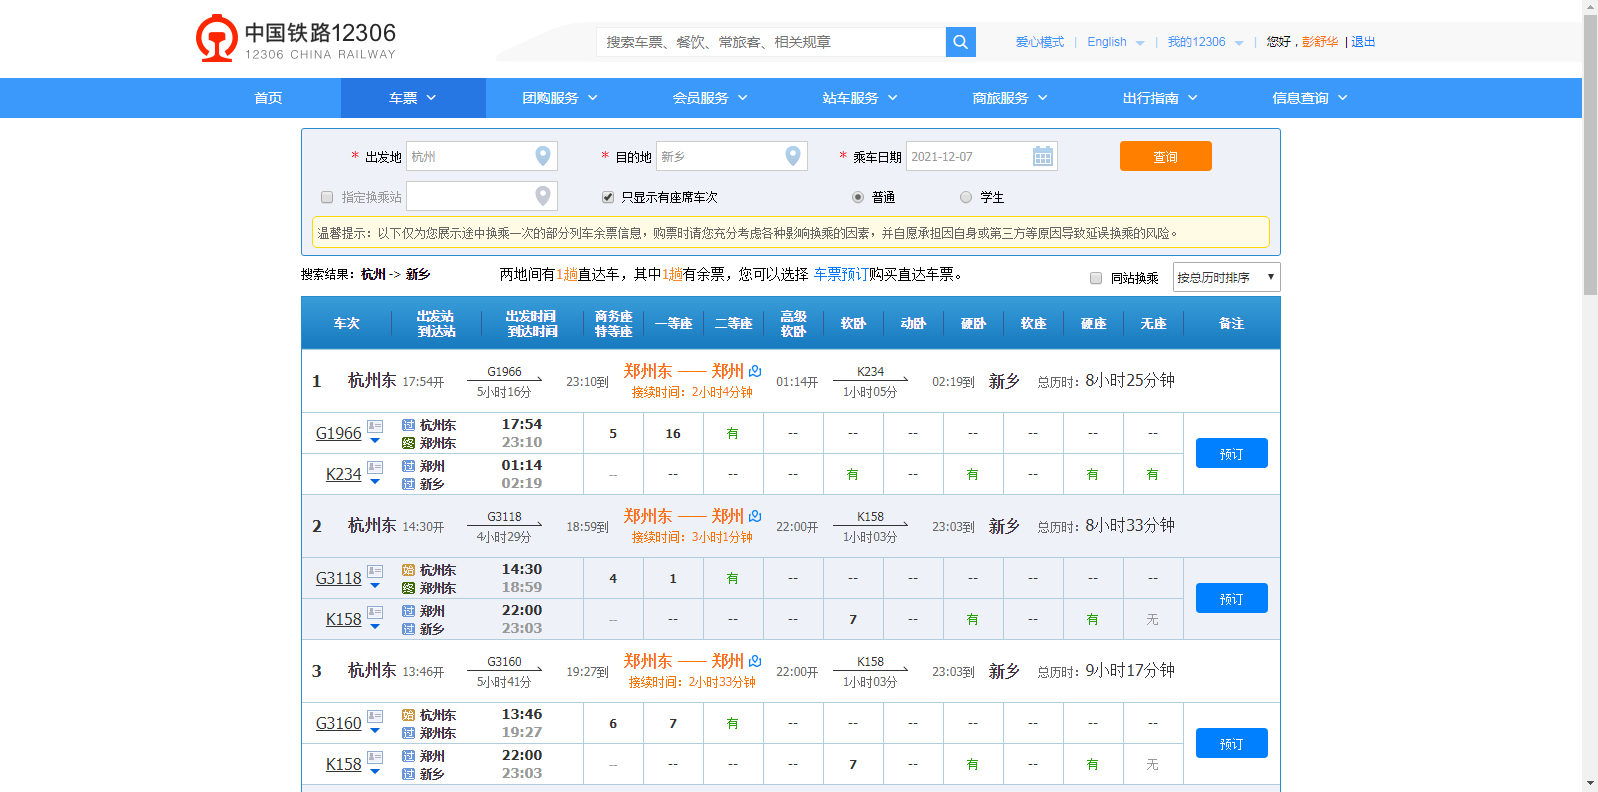 中国铁路12306
12306 CHINA RAILWAY
搜索车票、餐饮、常旅客、相关规章
爱心模式 | English | 我的12306 | 您好，彭舒华 | 退出
首页 车票 团购服务 会员服务 站车服务 商旅服务 出行指南 信息查询
* 出发地 杭州 * 目的地 新乡 * 乘车日期 2021-12-07 查询
指定换乘站 只显示有座席车次 普通 学生
温馨提示：以下仅为您展示途中换乘一次的部分列车余票信息，购票时请您充分考虑各种影响换乘的因素，并自愿承担因自身或第三方等原因导致延误换乘的风险。
搜索结果：杭州 -> 新乡 两地间有1趟直达车，其中1趟有余票，您可以选择 车票预订购买直达车票。 同站换乘 按总历时排序
车次 出发站 到达站 出发时间 到达时间 商务座 特等座 一等座 二等座 高级 软卧 软卧 动卧 硬卧 软座 硬座 无座 备注
1 杭州东 17:54开 G1966 5小时16分 23:10到 郑州东 —— 郑州 接续时间：2小时4分钟 01:14开 K234 1小时05分 02:19到 新乡 总历时：8小时25分钟
G1966 过 杭州东 17:54 5 16 有 -- -- -- -- -- -- -- 预订
终 郑州东 23:10
K234 过 郑州 01:14 -- -- -- -- 有 -- 有 -- 有 有
过 新乡 02:19
2 杭州东 14:30开 G3118 4小时29分 18:59到 郑州东 —— 郑州 接续时间：3小时1分钟 22:00开 K158 1小时03分 23:03到 新乡 总历时：8小时33分钟
G3118 始 杭州东 14:30 4 1 有 -- -- -- -- -- -- -- 预订
终 郑州东 18:59
K158 过 郑州 22:00 -- -- -- -- 7 -- 有 -- 有 无
过 新乡 23:03
3 杭州东 13:46开 G3160 5小时41分 19:27到 郑州东 —— 郑州 接续时间：2小时33分钟 22:00开 K158 1小时03分 23:03到 新乡 总历时：9小时17分钟
G3160 始 杭州东 13:46 6 7 有 -- -- -- -- -- -- -- 预订
过 郑州东 19:27
K158 过 郑州 22:00 -- -- -- -- 7 -- 有 -- 有 无
过 新乡 23:03